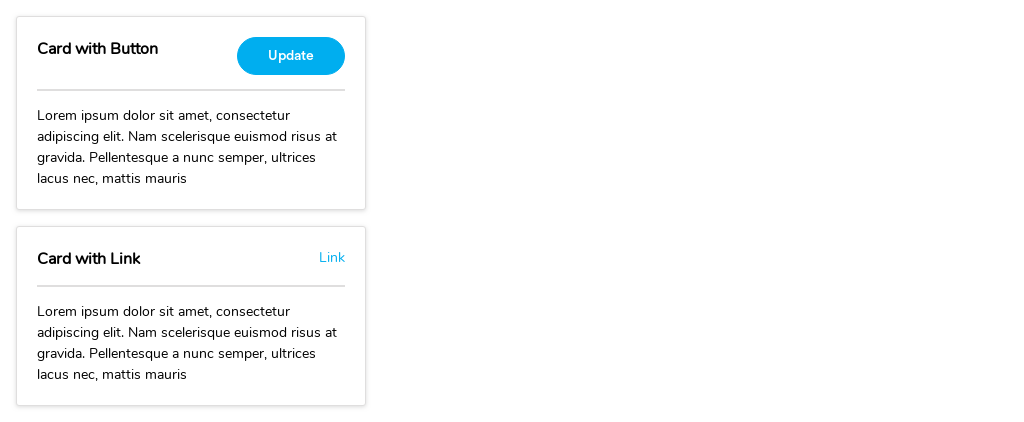 Card with Button
Update
Lorem ipsum dolor sit amet, consectetur
adipiscing elit. Nam scelerisque euismod risus at
gravida. Pellentesque a nunc semper, ultrices
lacus nec, mattis mauris
Card with Link
Link
Lorem ipsum dolor sit amet, consectetur
adipiscing elit. Nam scelerisque euismod risus at
gravida. Pellentesque a nunc semper, ultrices
lacus nec, mattis mauris